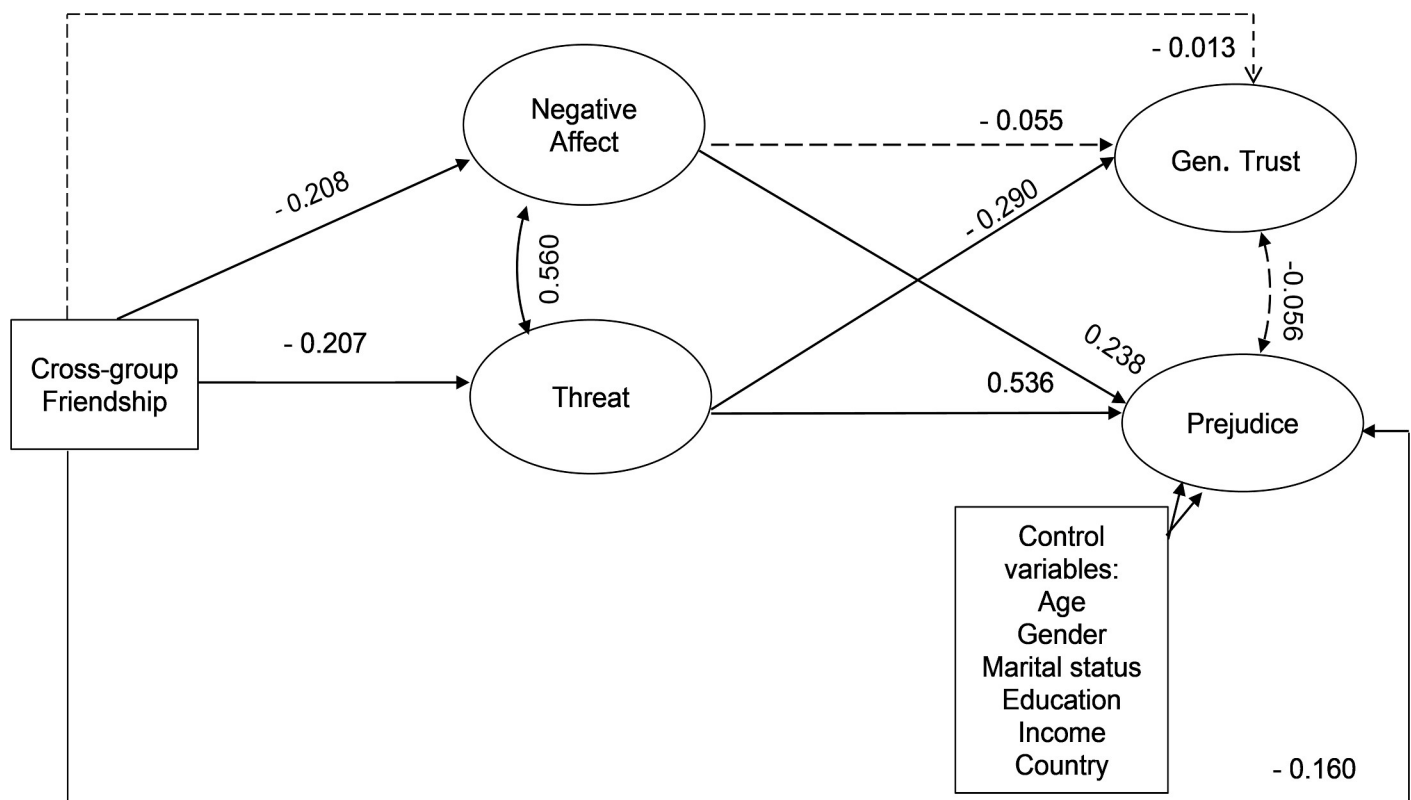 - 0.013
Negative
Affect
- 0.055
Gen. Trust
- 0.208
- 0.290
0.560
-0.056
Cross-group
Friendship
- 0.207
Threat
0.238
0.536
Prejudice
Control
variables:
Age
Gender
Marital status
Education
Income
Country
- 0.160